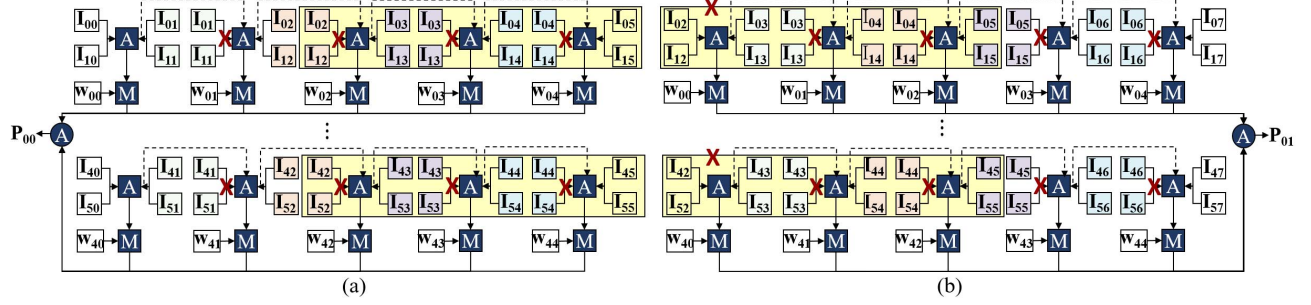 I00 I01 I01 I02 I02 I03 I03 I04 I04 I05 I02 I03 I03 I04 I04 I05 I05 I06 I06 I07
A A A A A A A A A A
I10 I11 I11 I12 I12 I13 I13 I14 I14 I15 I12 I13 I13 I14 I14 I15 I15 I16 I16 I17
w00 M w01 M w02 M w03 M w04 M w00 M w01 M w02 M w03 M w04 M
P00 A ⋮ ⋮ A P01
I40 I41 I41 I42 I42 I43 I43 I44 I44 I45 I42 I43 I43 I44 I44 I45 I45 I46 I46 I47
A A A A A A A A A A
I50 I51 I51 I52 I52 I53 I53 I54 I54 I55 I52 I53 I53 I54 I54 I55 I55 I56 I56 I57
w40 M w41 M w42 M w43 M w44 M w40 M w41 M w42 M w43 M w44 M
(a) (b)